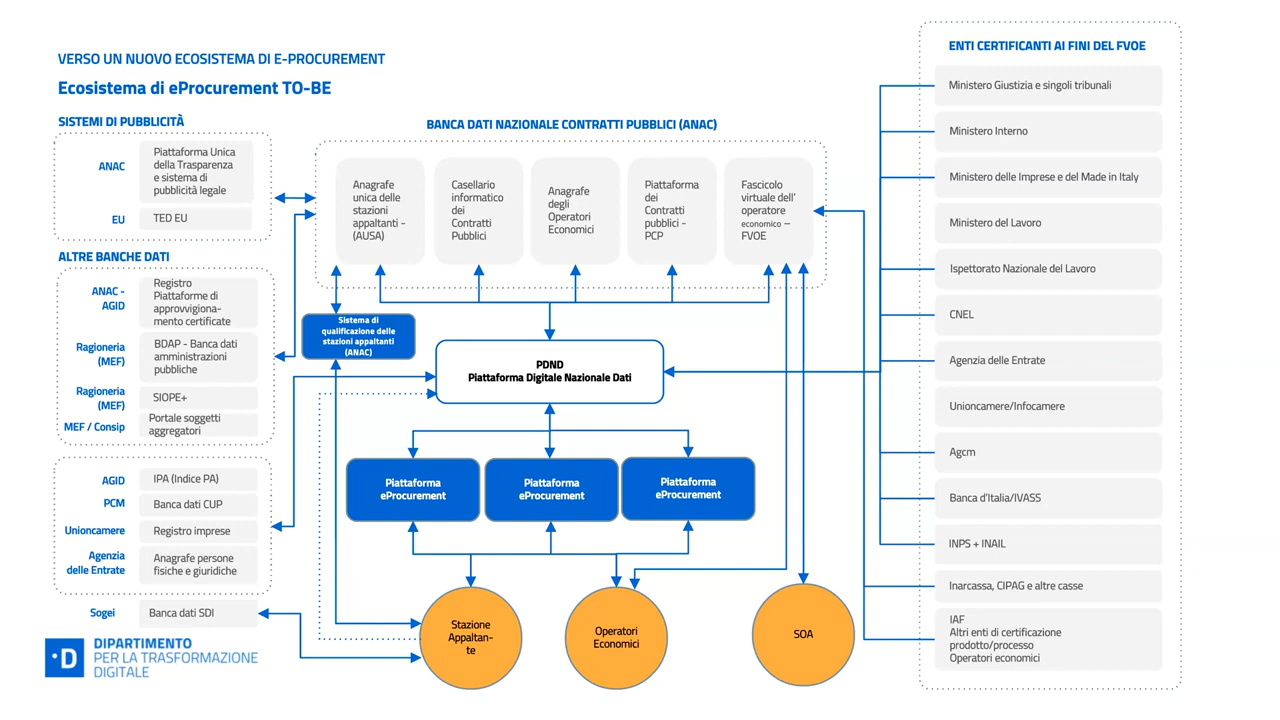 VERSO UN NUOVO ECOSISTEMA DI E-PROCUREMENT
Ecosistema di eProcurement TO-BE
SISTEMI DI PUBBLICITÀ
ANAC
Piattaforma Unica
della Trasparenza
e sistema di
pubblicità legale
EU
TED EU
ALTRE BANCHE DATI
ANAC -
AGID
Registro
Piattaforme di
approvvigiona-
mento certificate
Ragioneria
(MEF)
BDAP - Banca dati
amministrazioni
pubbliche
Ragioneria
(MEF)
SIOPE+
MEF / Consip
Portale soggetti
aggregatori
AGID
IPA (Indice PA)
PCM
Banca dati CUP
Unioncamere
Registro imprese
Agenzia
delle Entrate
Anagrafe persone
fisiche e giuridiche
Sogei
Banca dati SDI
·D
DIPARTIMENTO
PER LA TRASFORMAZIONE
DIGITALE
BANCA DATI NAZIONALE CONTRATTI PUBBLICI (ANAC)
Anagrafe
unica delle
stazioni
appaltanti -
(AUSA)
Casellario
informatico
dei
Contratti
Pubblici
Anagrafe
degli
Operatori
Economici
Piattaforma
dei
Contratti
pubblici -
PCP
Fascicolo
virtuale dell’
operatore
economico –
FVOE
Sistema di
qualificazione delle
stazioni appaltanti
(ANAC)
PDND
Piattaforma Digitale Nazionale Dati
Piattaforma
eProcurement
Piattaforma
eProcurement
Piattaforma
eProcurement
Stazione
Appaltan-
te
Operatori
Economici
SOA
ENTI CERTIFICANTI AI FINI DEL FVOE
Ministero Giustizia e singoli tribunali
Ministero Interno
Ministero delle Imprese e del Made in Italy
Ministero del Lavoro
Ispettorato Nazionale del Lavoro
CNEL
Agenzia delle Entrate
Unioncamere/Infocamere
Agcm
Banca d’Italia/IVASS
INPS + INAIL
Inarcassa, CIPAG e altre casse
IAF
Altri enti di certificazione
prodotto/processo
Operatori economici